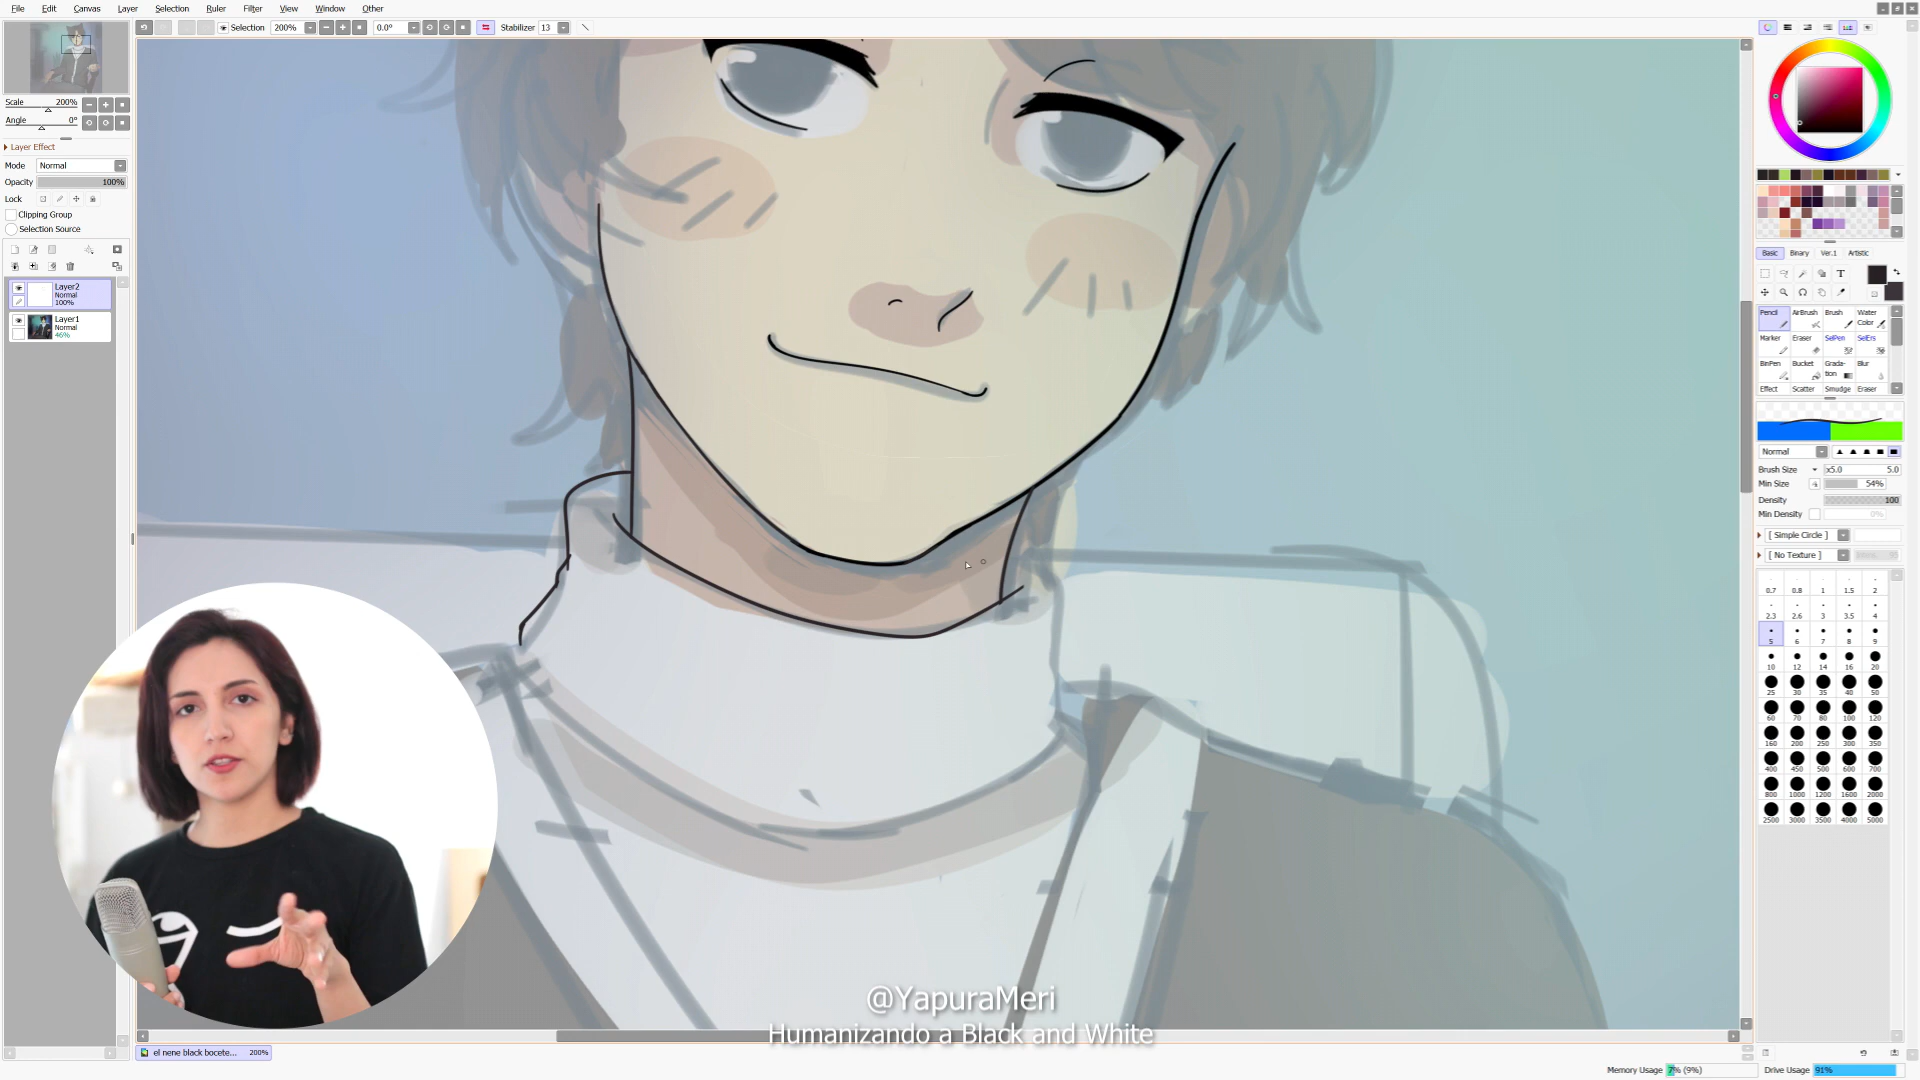 File Edit Canvas Layer Selection Ruler Filter View Window Other
Selection 200% 0.0° Stabilizer 13
Scale 200%
Angle 0°
Layer Effect
Mode Normal
Opacity 100%
Lock
Clipping Group
Selection Source
Layer2
Normal
100%
Layer1
Normal
46%
Basic Binary Ver.1 Artistic
T
Pencil AirBrush Brush Water Color
Marker Eraser SelPen SelErs
BinPen Bucket Gradation Blur
Effect Scatter Smudge Eraser
Normal
Brush Size x5.0 5.0
Min Size 54%
Density 100
Min Density 0%
[ Simple Circle ]
[ No Texture ]
0.7 0.8 1 1.5 2
2.3 2.6 3 3.5 4
5 6 7 8 9
10 12 14 16 20
25 30 35 40 50
60 70 80 100 120
160 200 250 300 350
400 450 500 600 700
800 1000 1200 1600 2000
2500 3000 3500 4000 5000
@YapuraMeri
Humanizando a Black and White
el nene black bocete... 200%
Memory Usage 7% (9%) Drive Usage 91%